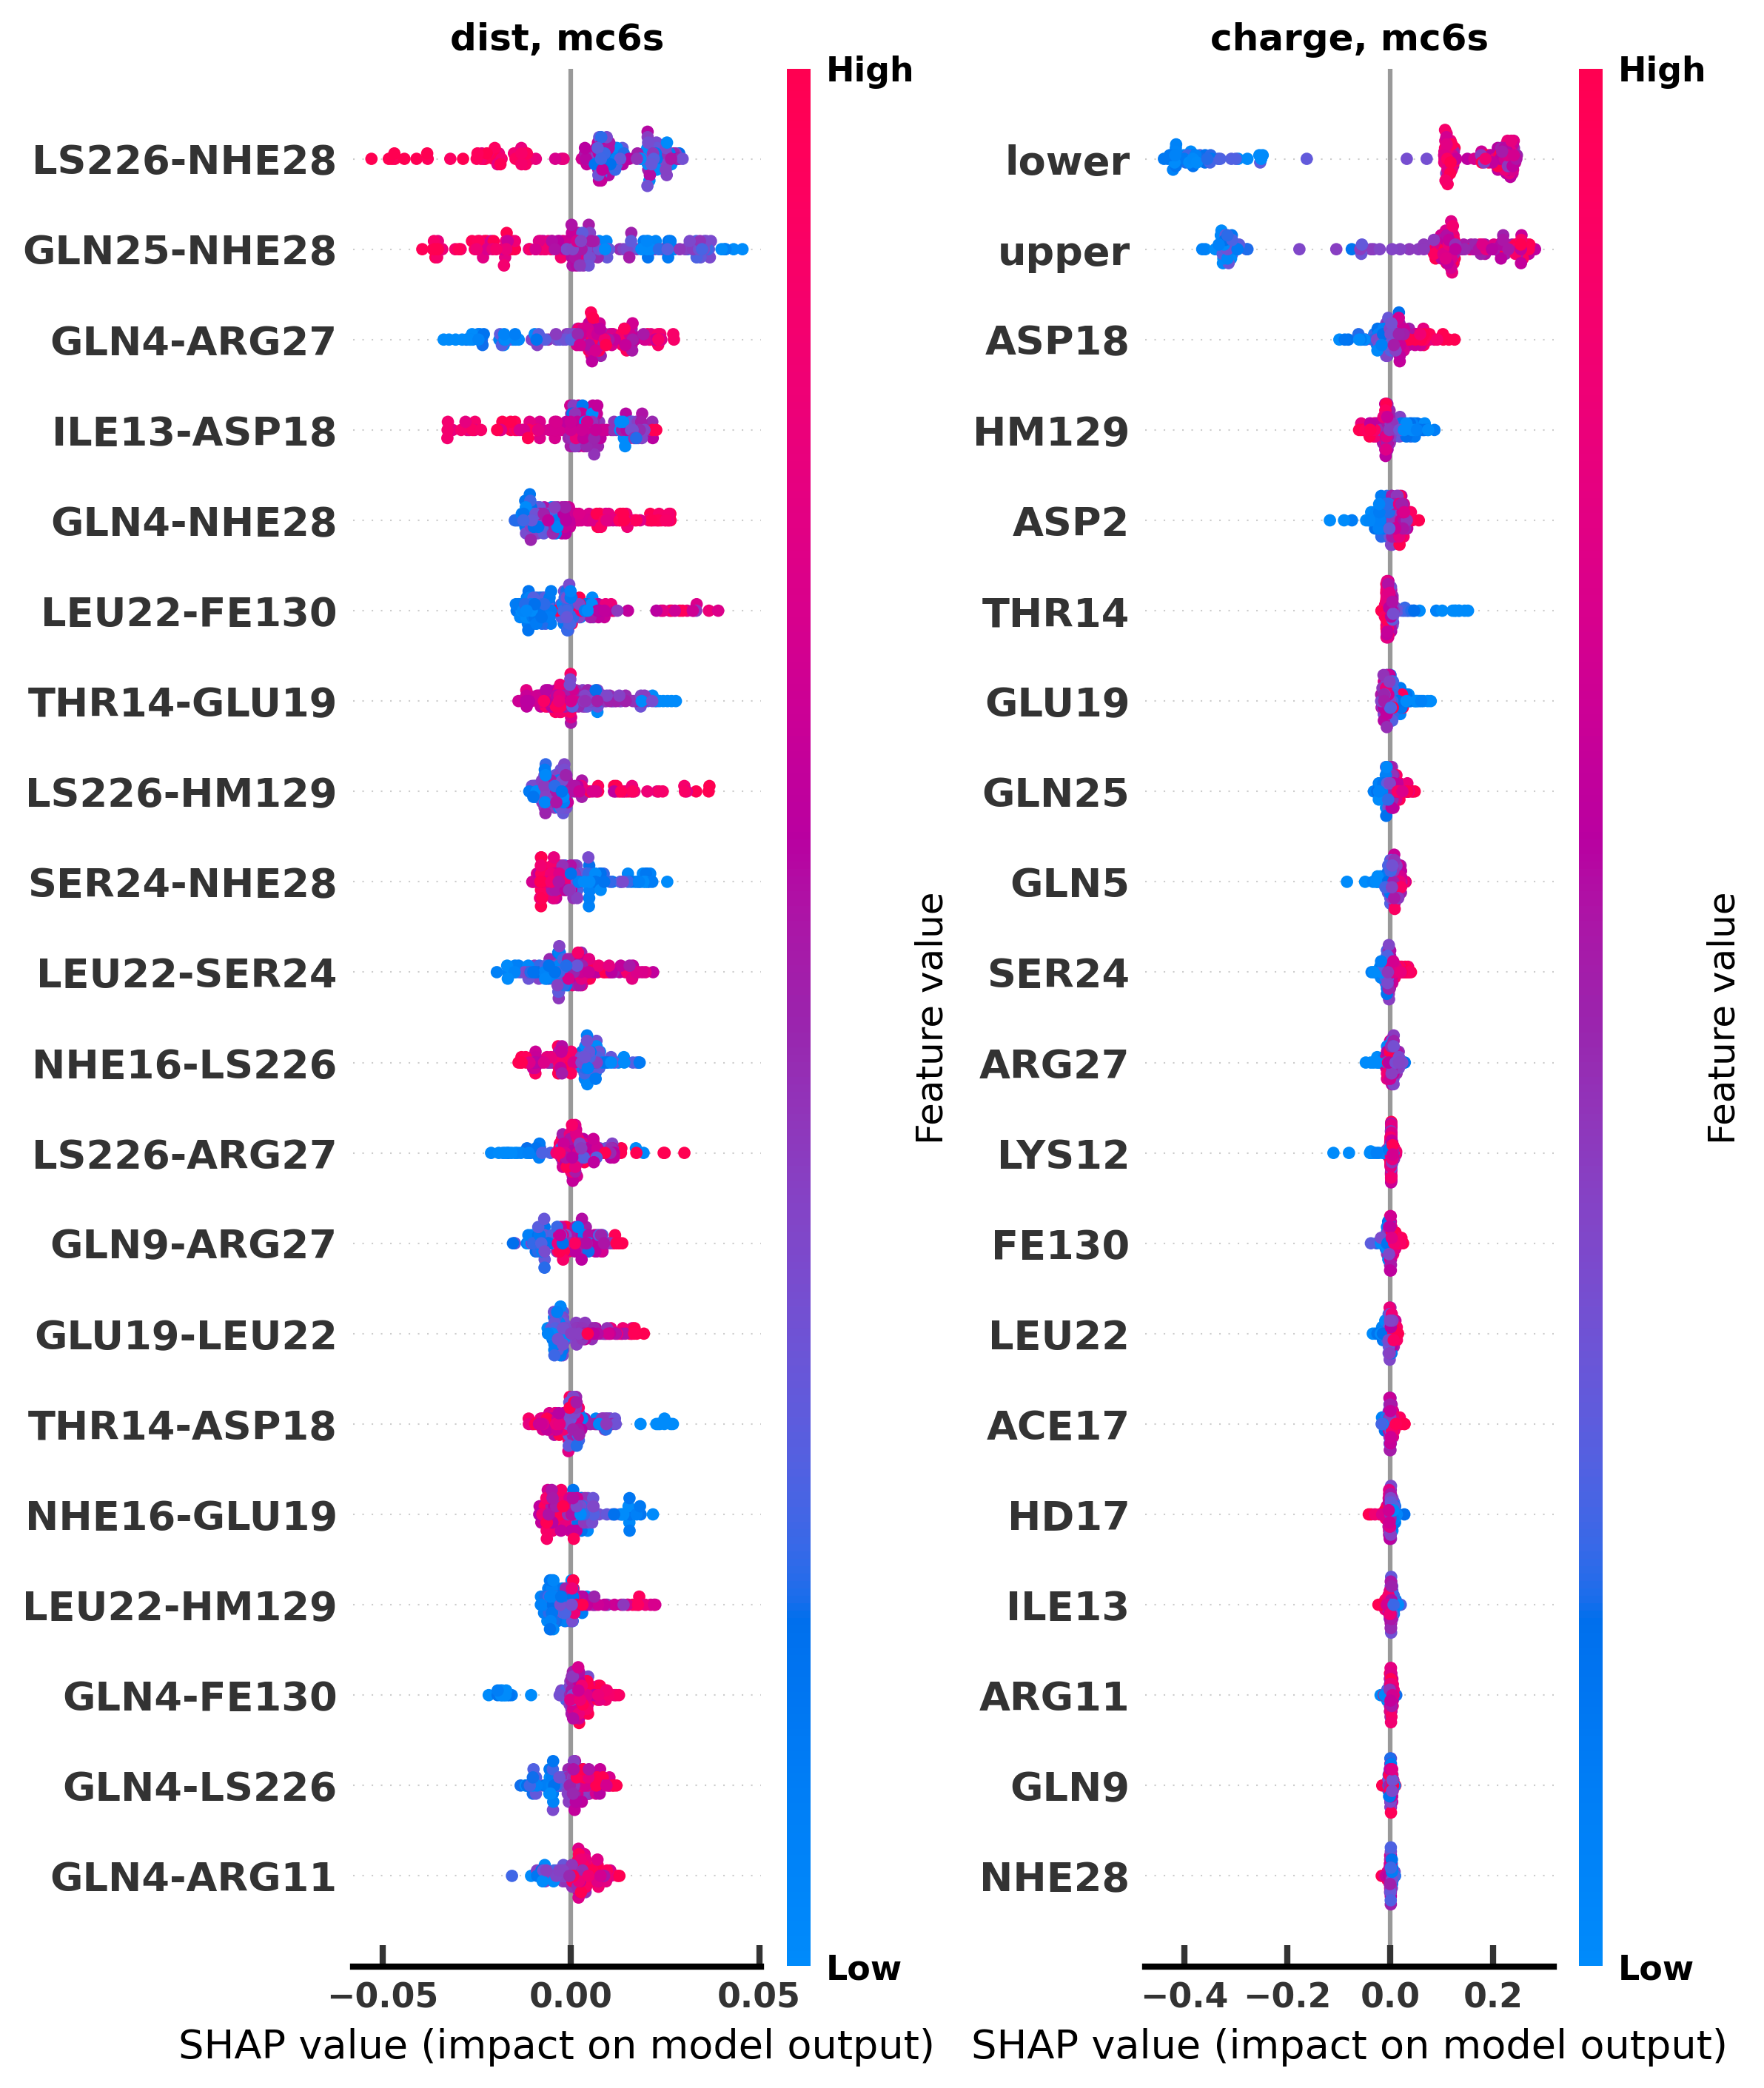 dist, mc6s
High
LS226-NHE28
GLN25-NHE28
GLN4-ARG27
ILE13-ASP18
GLN4-NHE28
LEU22-FE130
THR14-GLU19
LS226-HM129
SER24-NHE28
LEU22-SER24
NHE16-LS226
LS226-ARG27
GLN9-ARG27
GLU19-LEU22
THR14-ASP18
NHE16-GLU19
LEU22-HM129
GLN4-FE130
GLN4-LS226
GLN4-ARG11
Feature value
Low
−0.05 0.00 0.05
SHAP value (impact on model output)
charge, mc6s
High
lower
upper
ASP18
HM129
ASP2
THR14
GLU19
GLN25
GLN5
SER24
ARG27
LYS12
FE130
LEU22
ACE17
HD17
ILE13
ARG11
GLN9
NHE28
Feature value
Low
−0.4 −0.2 0.0 0.2
SHAP value (impact on model output)